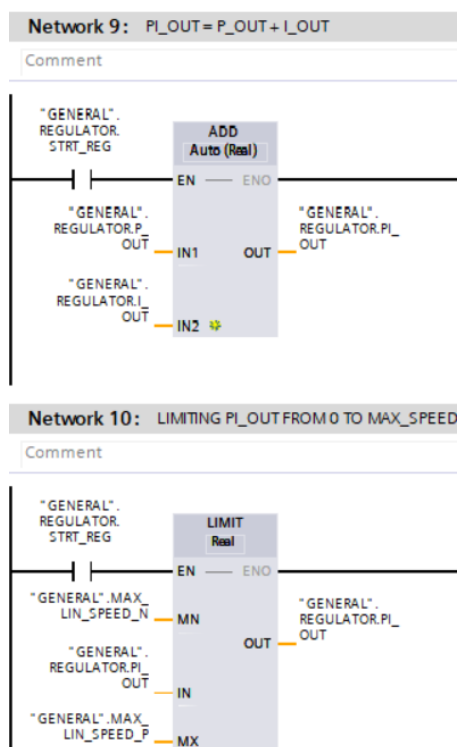 Network 9: PI_OUT = P_OUT + I_OUT
Comment
"GENERAL".
REGULATOR.
STRT_REG
ADD
Auto (Real)
EN
ENO
"GENERAL".
REGULATOR.P_
OUT
IN1
OUT
"GENERAL".
REGULATOR.PI_
OUT
"GENERAL".
REGULATOR.I_
OUT
IN2
Network 10: LIMITING PI_OUT FROM 0 TO MAX_SPEED
Comment
"GENERAL".
REGULATOR.
STRT_REG
LIMIT
Real
EN
ENO
"GENERAL".MAX_
LIN_SPEED_N
MN
OUT
"GENERAL".
REGULATOR.PI_
OUT
"GENERAL".
REGULATOR.PI_
OUT
IN
"GENERAL".MAX_
LIN_SPEED_P
MX